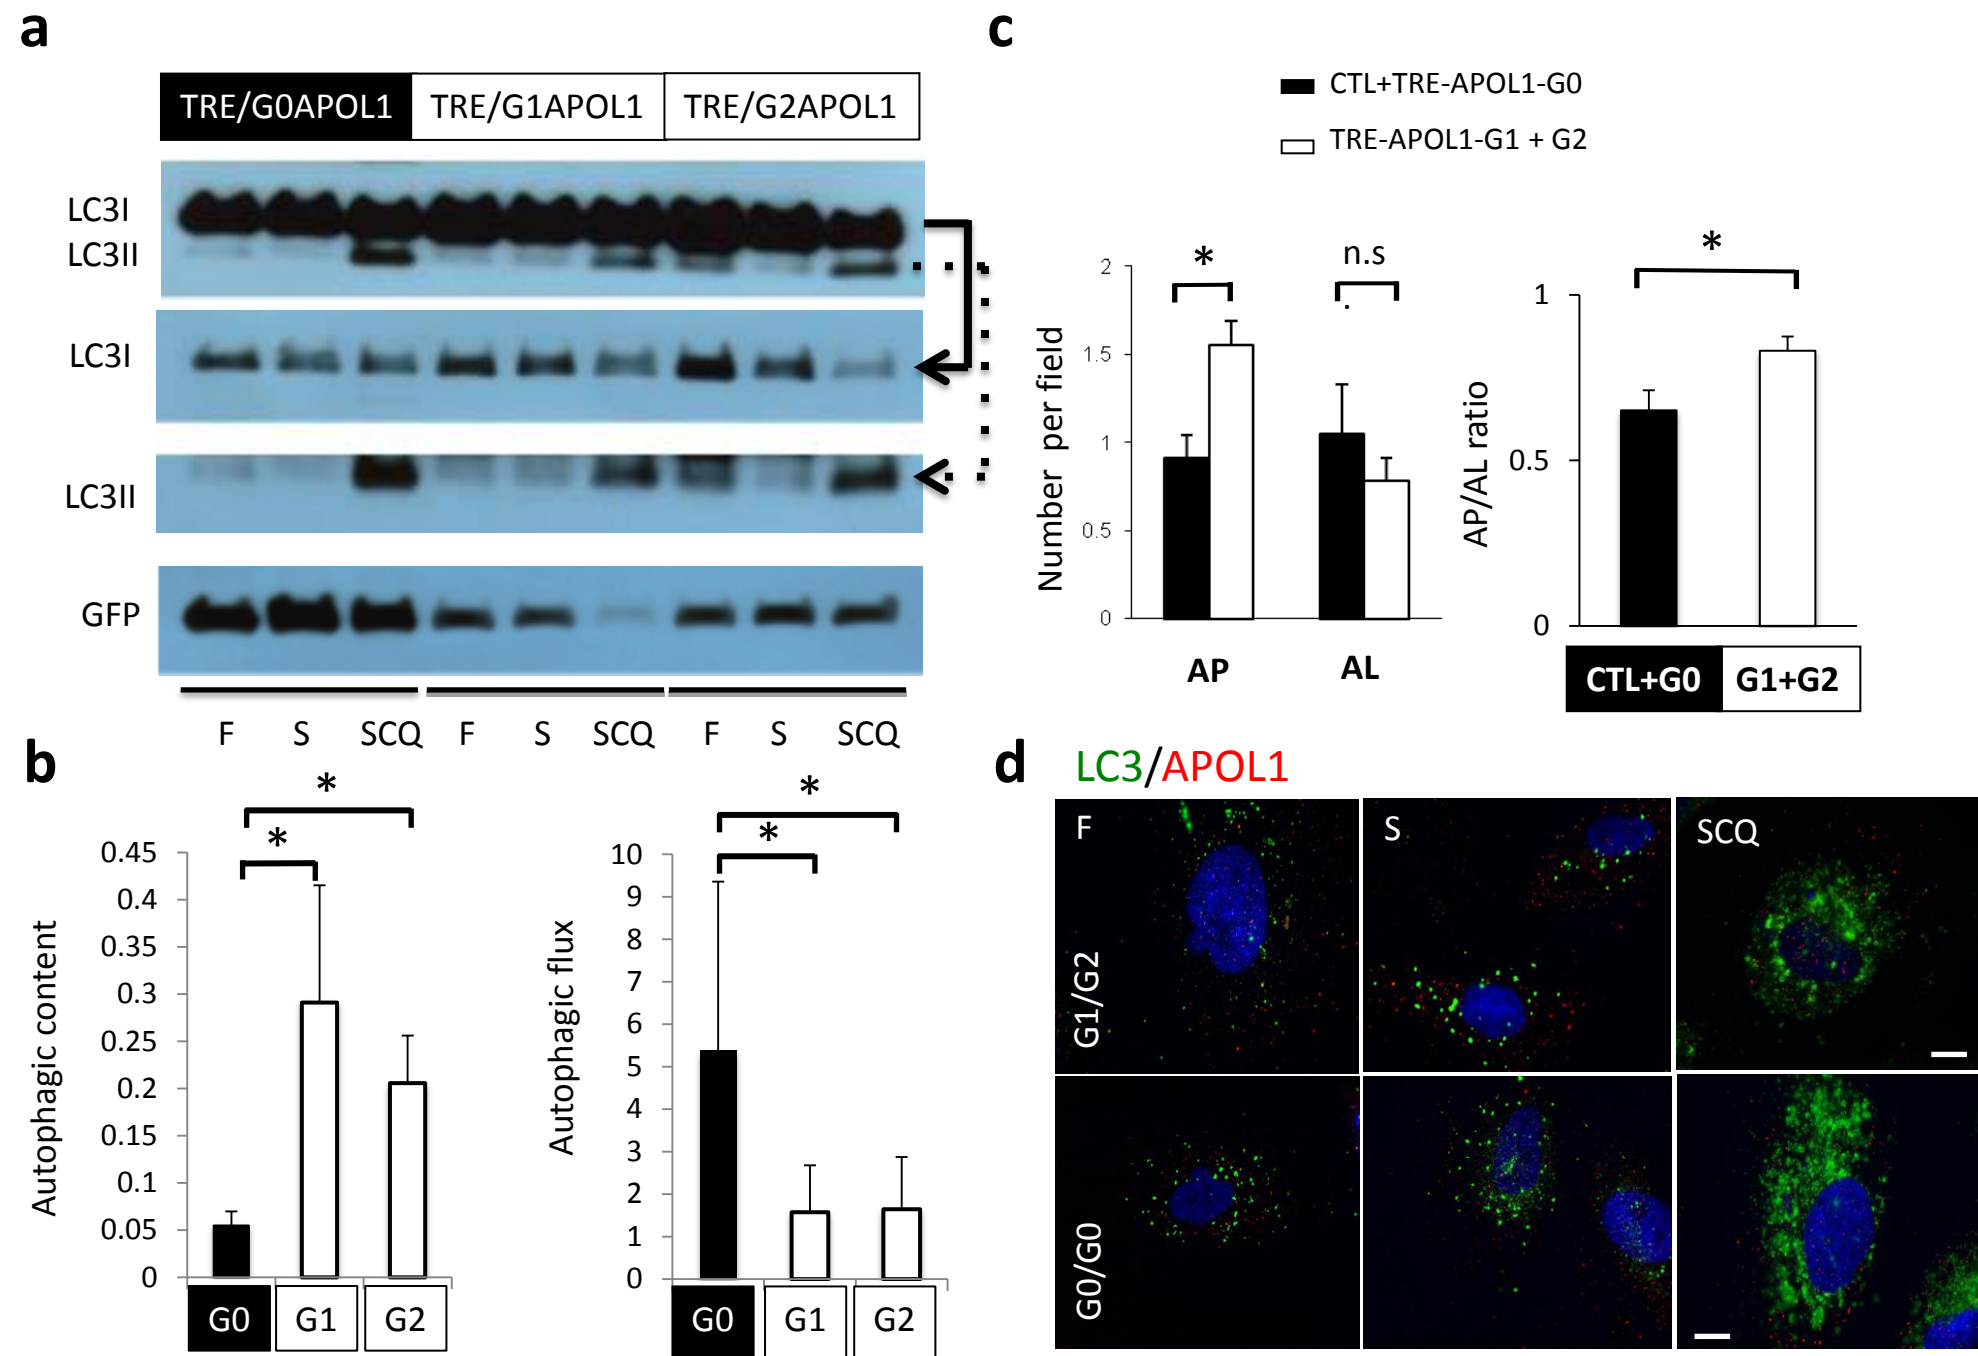 a
TRE/G0APOL1 TRE/G1APOL1 TRE/G2APOL1
LC3I
LC3II
LC3I
LC3II
GFP
F S SCQ F S SCQ F S SCQ
b
*
*
0.45
0.4
0.35
0.3
0.25
0.2
0.15
0.1
0.05
0
Autophagic content
G0 G1 G2
*
*
10
9
8
7
6
5
4
3
2
1
0
Autophagic flux
G0 G1 G2
c
CTL+TRE-APOL1-G0
TRE-APOL1-G1 + G2
* n.s
.
2
1.5
1
0.5
0
Number per field
AP AL
*
1
0.5
0
AP/AL ratio
CTL+G0 G1+G2
d
LC3/APOL1
F S SCQ
G1/G2
G0/G0